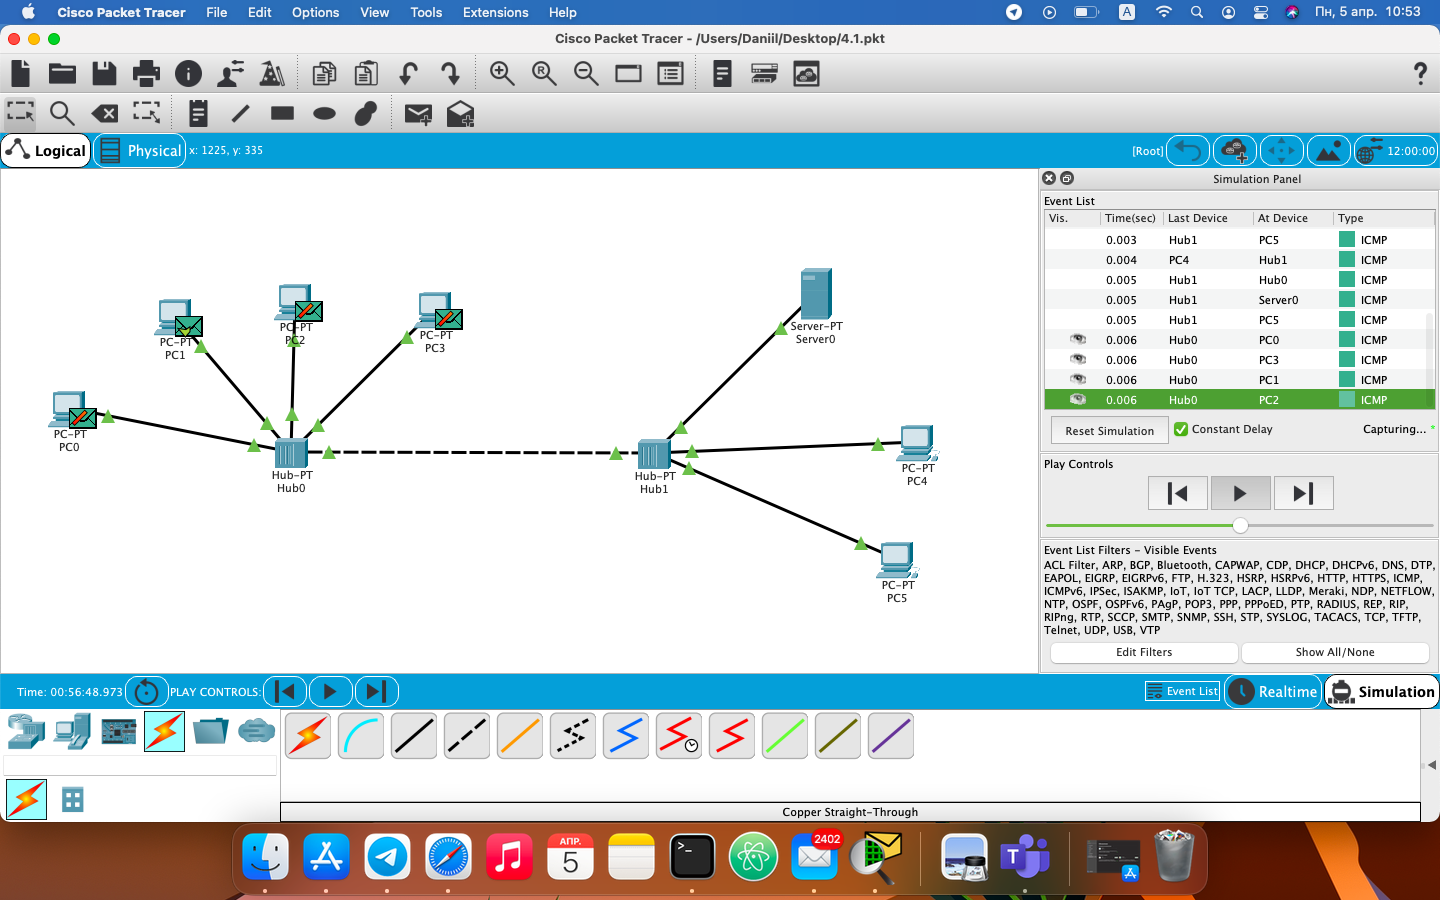 Cisco Packet Tracer File Edit Options View Tools Extensions Help A Пн, 5 апр. 10:53
Cisco Packet Tracer - /Users/Daniil/Desktop/4.1.pkt
Logical Physical x: 1225, y: 335 [Root] 12:00:00
Simulation Panel
Event List
Vis. Time(sec) Last Device At Device Type
0.003 Hub1 PC5 ICMP
0.004 PC4 Hub1 ICMP
0.005 Hub1 Hub0 ICMP
0.005 Hub1 Server0 ICMP
0.005 Hub1 PC5 ICMP
0.006 Hub0 PC0 ICMP
0.006 Hub0 PC3 ICMP
0.006 Hub0 PC1 ICMP
0.006 Hub0 PC2 ICMP
Reset Simulation Constant Delay Capturing... *
Play Controls
Event List Filters - Visible Events
ACL Filter, ARP, BGP, Bluetooth, CAPWAP, CDP, DHCP, DHCPv6, DNS, DTP,
EAPOL, EIGRP, EIGRPv6, FTP, H.323, HSRP, HSRPv6, HTTP, HTTPS, ICMP,
ICMPv6, IPSec, ISAKMP, IoT, IoT TCP, LACP, LLDP, Meraki, NDP, NETFLOW,
NTP, OSPF, OSPFv6, PAgP, POP3, PPP, PPPoED, PTP, RADIUS, REP, RIP,
RIPng, RTP, SCCP, SMTP, SNMP, SSH, STP, SYSLOG, TACACS, TCP, TFTP,
Telnet, UDP, USB, VTP
Edit Filters Show All/None
PC-PT
PC1
PC-PT
PC2
PC-PT
PC3
PC-PT
PC0
Hub-PT
Hub0
Hub-PT
Hub1
Server-PT
Server0
PC-PT
PC4
PC-PT
PC5
Time: 00:56:48.973 PLAY CONTROLS: Event List Realtime Simulation
Copper Straight-Through
АПР.
5
2402